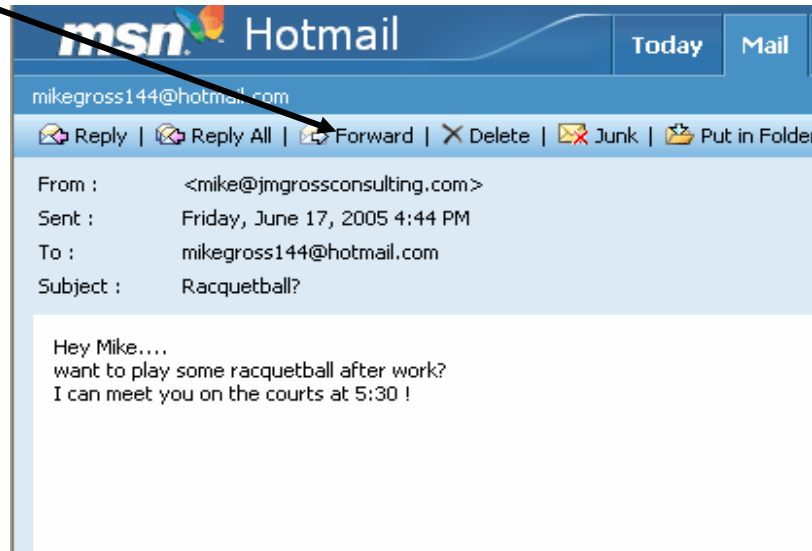 msn Hotmail Today Mail
mikegross144@hotmail.com
Reply | Reply All | Forward | Delete | Junk | Put in Folder
From : <mike@jmgrossconsulting.com>
Sent : Friday, June 17, 2005 4:44 PM
To : mikegross144@hotmail.com
Subject : Racquetball?
Hey Mike....
want to play some racquetball after work?
I can meet you on the courts at 5:30 !